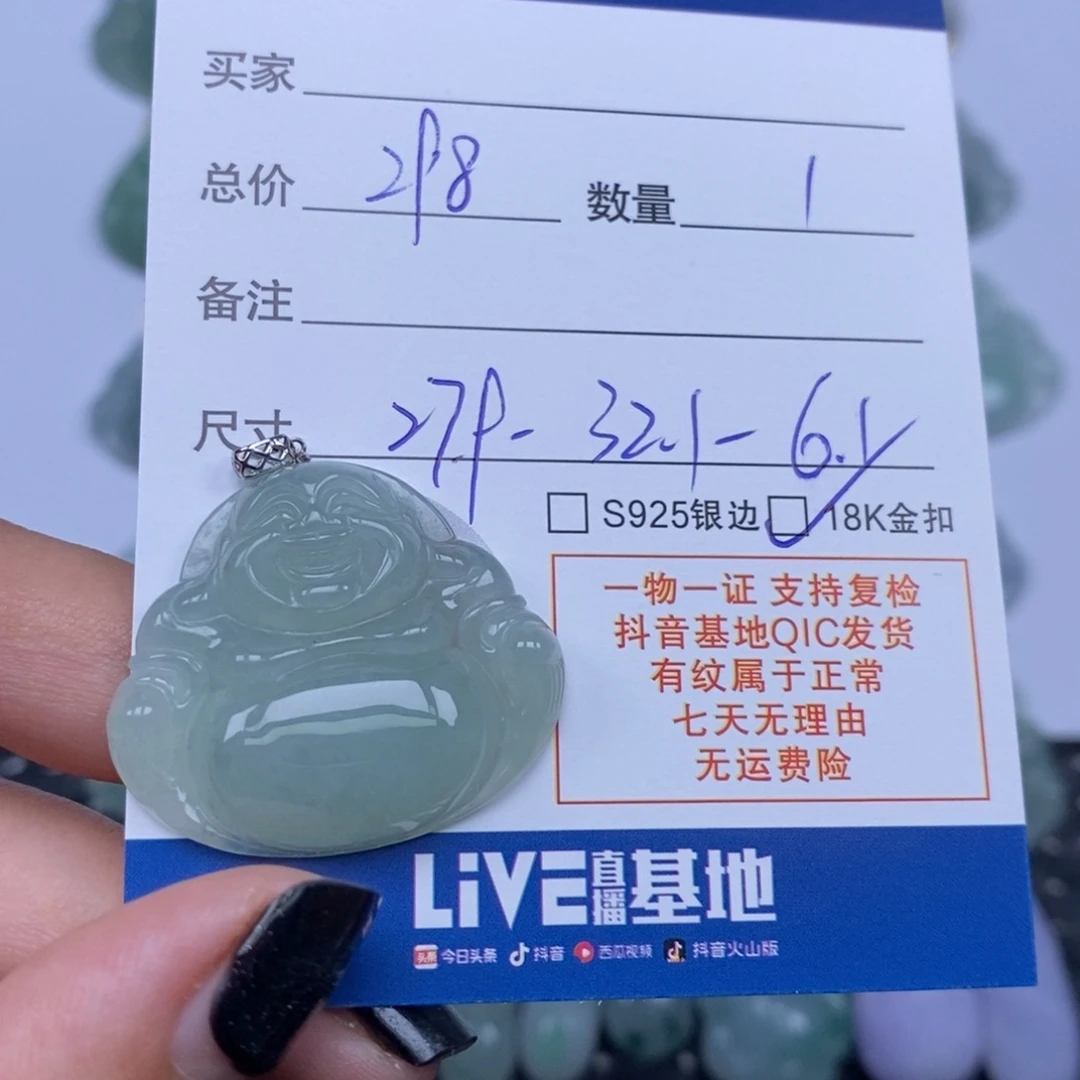 买家
总价 298 数量 1
备注
尺寸 27.9-32.1-6.1
S925银边 18K金扣
一物一证 支持复检
抖音基地QIC发货
有纹属于正常
七天无理由
无运费险
LiVE直播基地
头条 今日头条 抖音 西瓜视频 抖音火山版